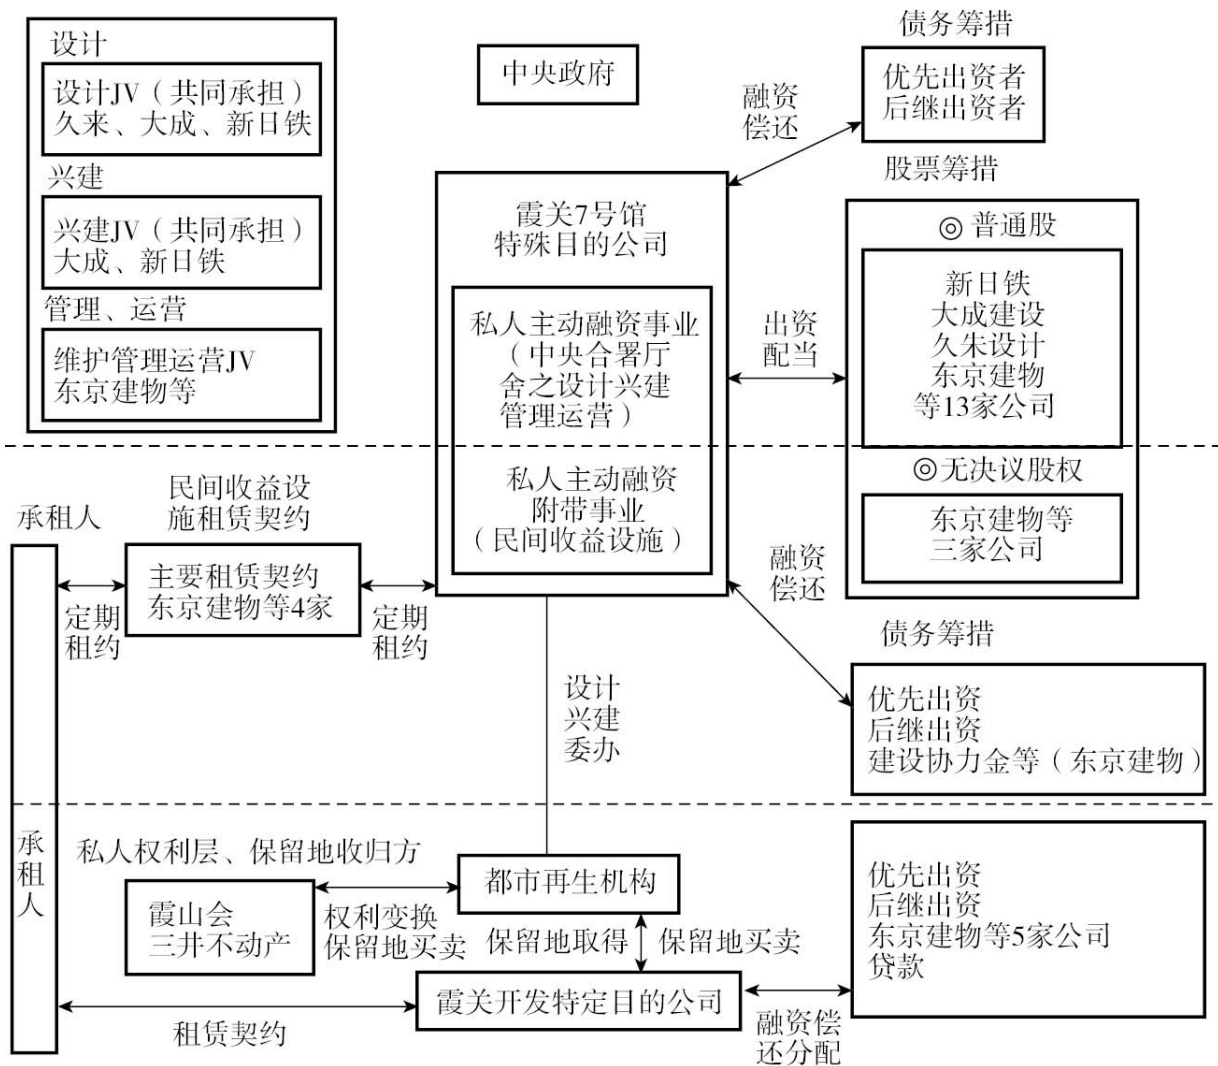 设计
设计JV（共同承担）
久来、大成、新日铁
兴建
兴建JV（共同承担）
大成、新日铁
管理、运营
维护管理运营JV
东京建物等
中央政府
债务筹措
优先出资者
后继出资者
融资
偿还
股票筹措
霞关7号馆
特殊目的公司
私人主动融资事业
（中央合署厅
舍之设计兴建
管理运营）
私人主动融资
附带事业
（民间收益设施）
出资
配当
◎普通股
新日铁
大成建设
久朱设计
东京建物
等13家公司
◎无决议股权
东京建物等
三家公司
承租人
民间收益设
施租赁契约
主要租赁契约
东京建物等4家
定期
租约
定期
租约
融资
偿还
债务筹措
优先出资
后继出资
建设协力金等（东京建物）
设计
兴建
委办
承
租
人
私人权利层、保留地收归方
霞山会
三井不动产
权利变换
保留地买卖
都市再生机构
保留地取得
保留地买卖
霞关开发特定目的公司
租赁契约
融资偿
还分配
优先出资
后继出资
东京建物等5家公司
贷款